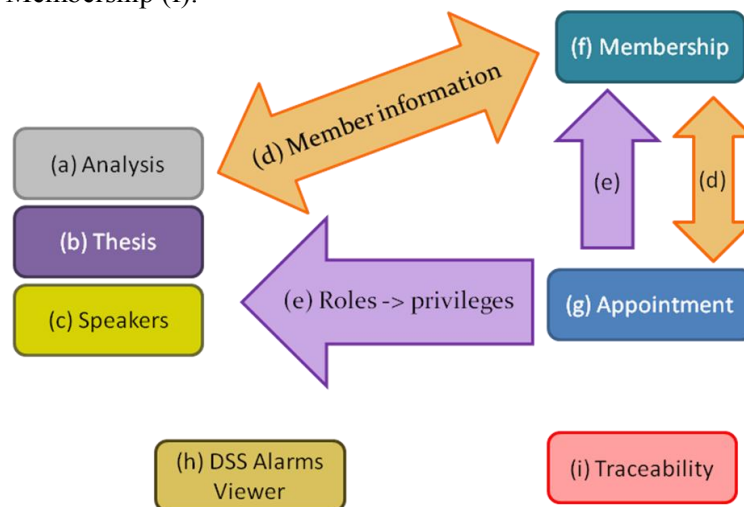 Membership (f).
(f) Membership
(d) Member information
(a) Analysis
(e)
(d)
(b) Thesis
(c) Speakers
(e) Roles -> privileges
(g) Appointment
(h) DSS Alarms
Viewer
(i) Traceability